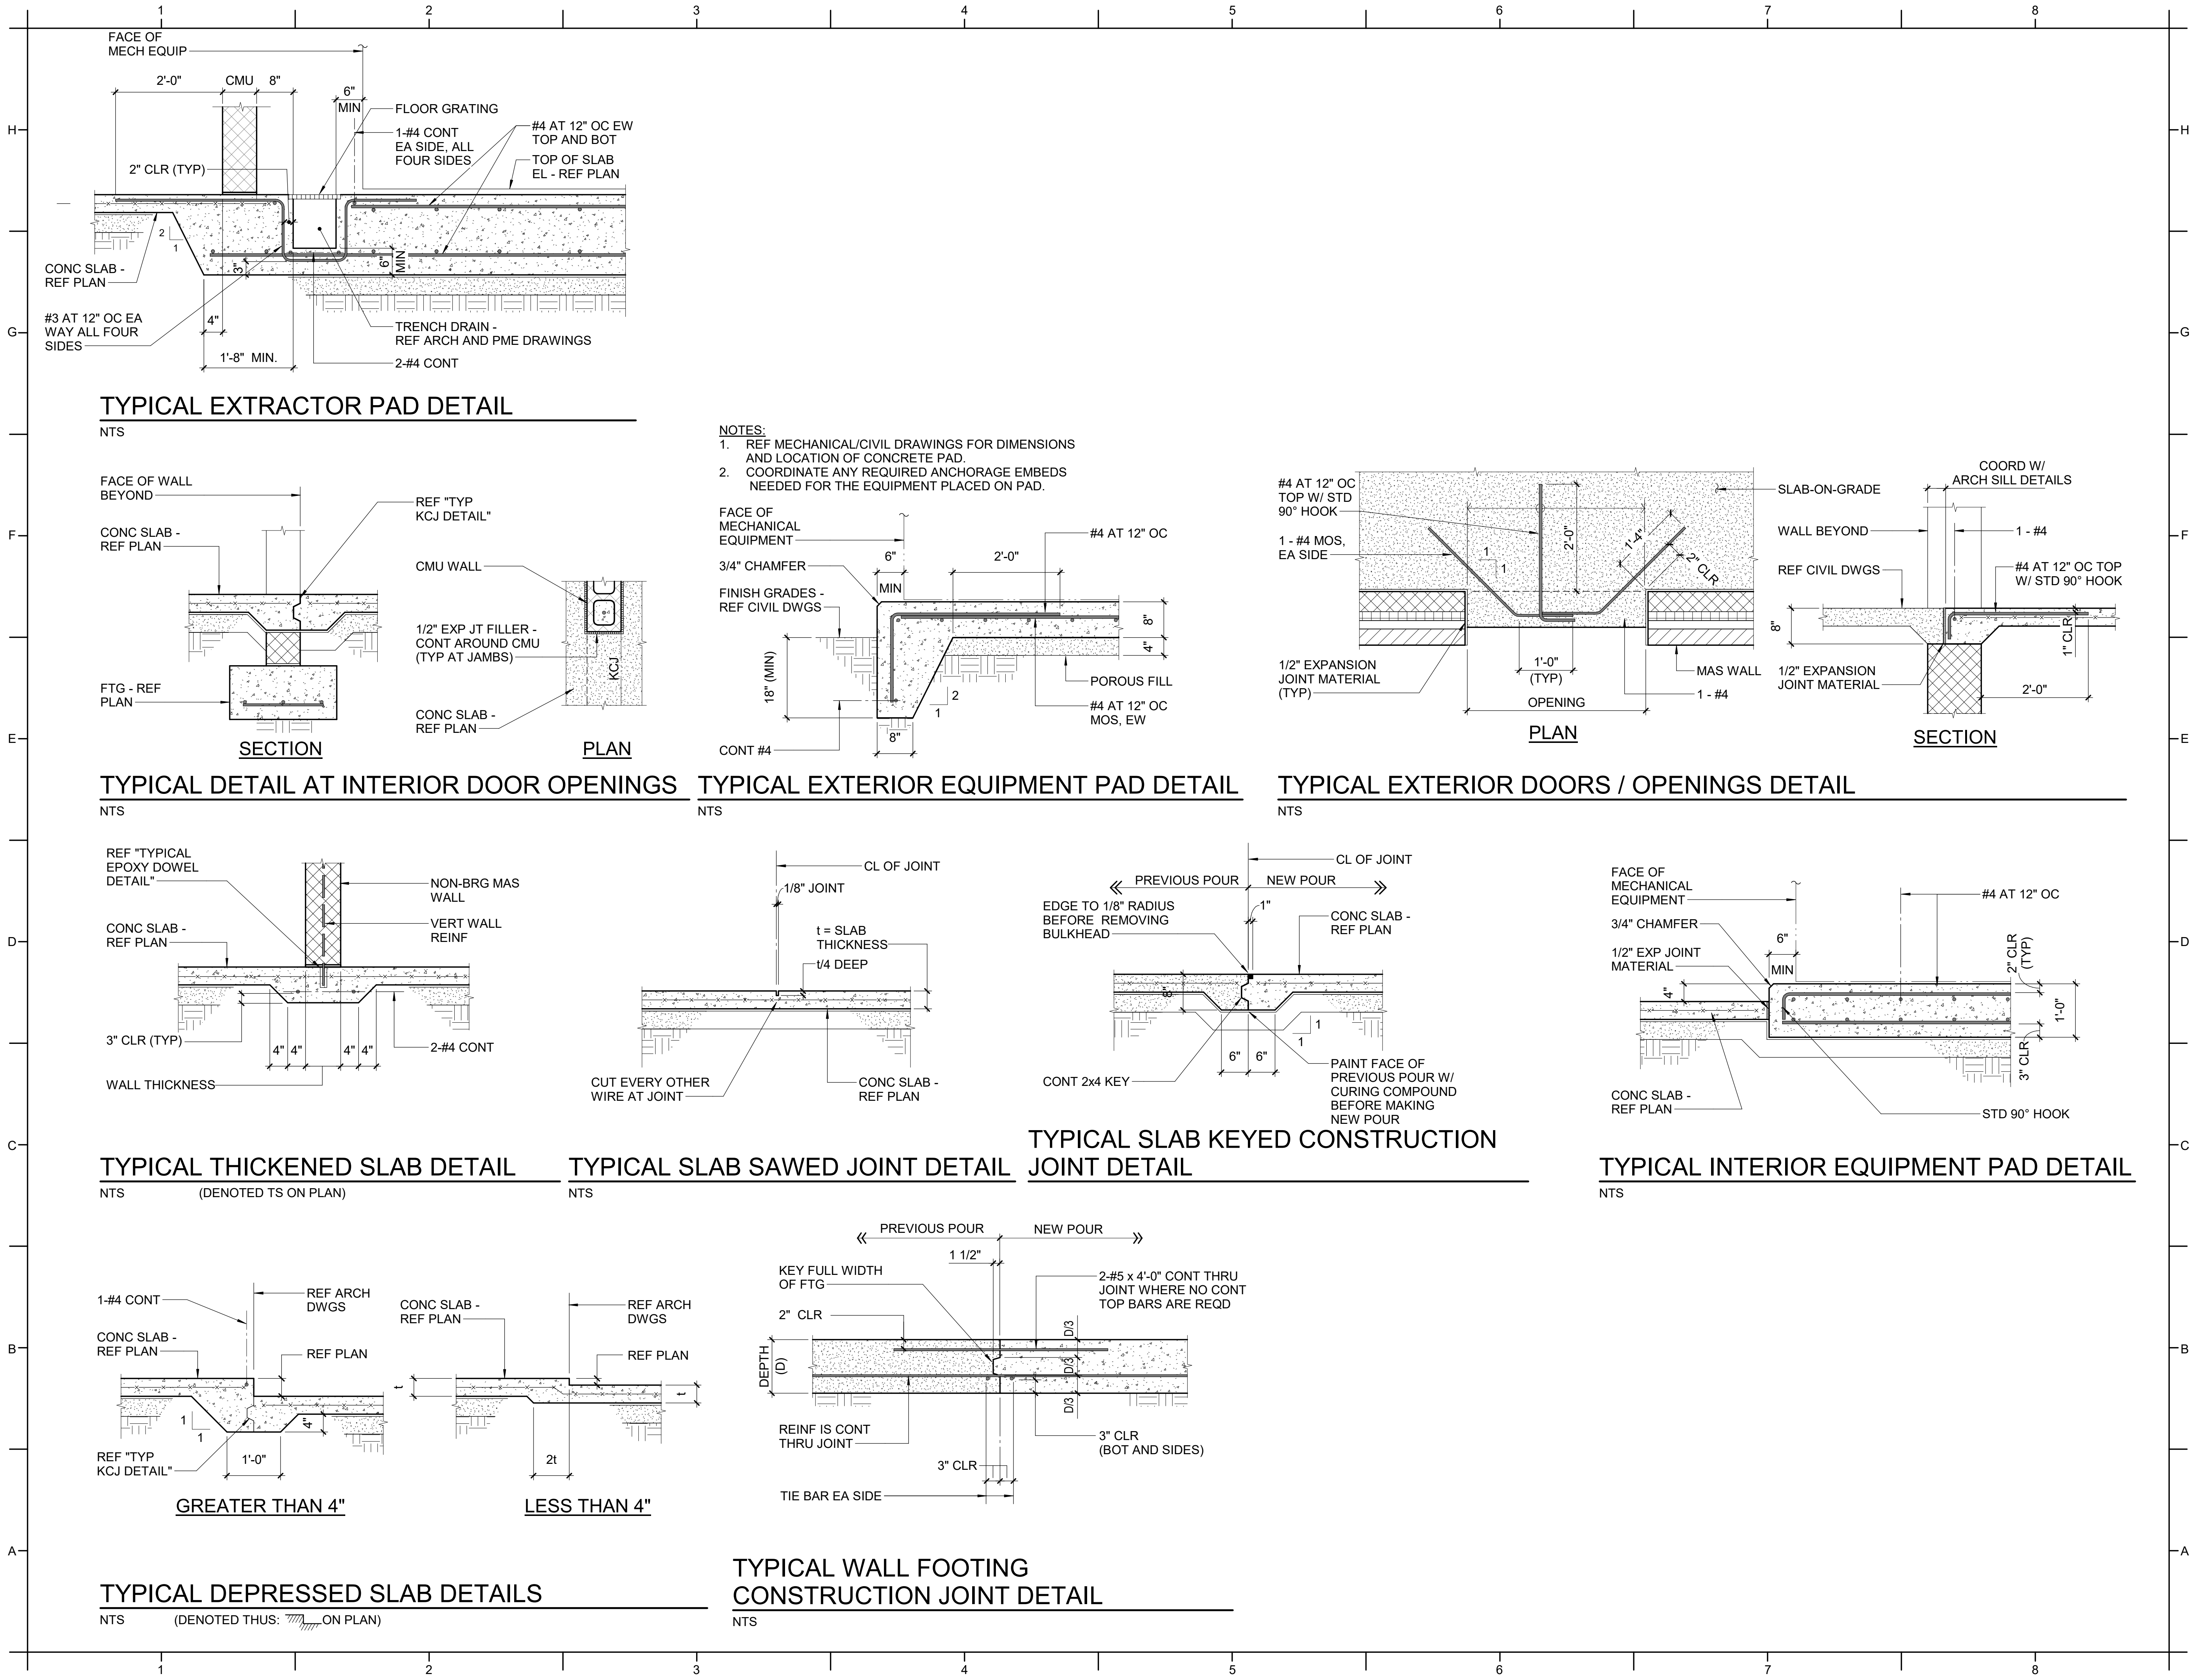 1 2 3 4 5 6 7 8
H
G
F
E
D
C
B
A
FACE OF
MECH EQUIP
2'-0"
CMU
8"
6"
MIN
FLOOR GRATING
1-#4 CONT
EA SIDE, ALL
FOUR SIDES
#4 AT 12" OC EW
TOP AND BOT
TOP OF SLAB
EL - REF PLAN
2" CLR (TYP)
2
1
CONC SLAB -
REF PLAN
3"
6"
MIN
#3 AT 12" OC EA
WAY ALL FOUR
SIDES
4"
1'-8" MIN.
TRENCH DRAIN -
REF ARCH AND PME DRAWINGS
2-#4 CONT
TYPICAL EXTRACTOR PAD DETAIL
NTS
FACE OF WALL
BEYOND
REF "TYP
KCJ DETAIL"
CONC SLAB -
REF PLAN
FTG - REF
PLAN
SECTION
CMU WALL
1/2" EXP JT FILLER -
CONT AROUND CMU
(TYP AT JAMBS)
KCJ
CONC SLAB -
REF PLAN
PLAN
TYPICAL DETAIL AT INTERIOR DOOR OPENINGS
NTS
NOTES:
1. REF MECHANICAL/CIVIL DRAWINGS FOR DIMENSIONS
AND LOCATION OF CONCRETE PAD.
2. COORDINATE ANY REQUIRED ANCHORAGE EMBEDS
NEEDED FOR THE EQUIPMENT PLACED ON PAD.
FACE OF
MECHANICAL
EQUIPMENT
6"
MIN
2'-0"
#4 AT 12" OC
3/4" CHAMFER
FINISH GRADES -
REF CIVIL DWGS
18" (MIN)
8"
4"
POROUS FILL
2
1
#4 AT 12" OC
MOS, EW
8"
CONT #4
TYPICAL EXTERIOR EQUIPMENT PAD DETAIL
NTS
#4 AT 12" OC
TOP W/ STD
90° HOOK
1 - #4 MOS,
EA SIDE
1
1
2'-0"
1'-4"
2" CLR
SLAB-ON-GRADE
1/2" EXPANSION
JOINT MATERIAL
(TYP)
1'-0"
(TYP)
OPENING
MAS WALL
1 - #4
PLAN
COORD W/
ARCH SILL DETAILS
WALL BEYOND
1 - #4
REF CIVIL DWGS
#4 AT 12" OC TOP
W/ STD 90° HOOK
8"
1" CLR
1/2" EXPANSION
JOINT MATERIAL
2'-0"
SECTION
TYPICAL EXTERIOR DOORS / OPENINGS DETAIL
NTS
REF "TYPICAL
EPOXY DOWEL
DETAIL"
NON-BRG MAS
WALL
CONC SLAB -
REF PLAN
VERT WALL
REINF
3" CLR (TYP)
4" 4" 4" 4"
2-#4 CONT
WALL THICKNESS
TYPICAL THICKENED SLAB DETAIL
NTS (DENOTED TS ON PLAN)
CL OF JOINT
1/8" JOINT
t = SLAB
THICKNESS
t/4 DEEP
CUT EVERY OTHER
WIRE AT JOINT
CONC SLAB -
REF PLAN
TYPICAL SLAB SAWED JOINT DETAIL
NTS
CL OF JOINT
PREVIOUS POUR
NEW POUR
EDGE TO 1/8" RADIUS
BEFORE REMOVING
BULKHEAD
1"
CONC SLAB -
REF PLAN
8"
1
1
6" 6"
CONT 2x4 KEY
PAINT FACE OF
PREVIOUS POUR W/
CURING COMPOUND
BEFORE MAKING
NEW POUR
TYPICAL SLAB KEYED CONSTRUCTION
JOINT DETAIL
FACE OF
MECHANICAL
EQUIPMENT
#4 AT 12" OC
3/4" CHAMFER
6"
MIN
1/2" EXP JOINT
MATERIAL
4"
2" CLR
(TYP)
1'-0"
3" CLR
CONC SLAB -
REF PLAN
STD 90° HOOK
TYPICAL INTERIOR EQUIPMENT PAD DETAIL
NTS
1-#4 CONT
REF ARCH
DWGS
CONC SLAB -
REF PLAN
REF PLAN
1
1
4"
REF "TYP
KCJ DETAIL"
1'-0"
GREATER THAN 4"
CONC SLAB -
REF PLAN
REF ARCH
DWGS
REF PLAN
t
t
2t
LESS THAN 4"
TYPICAL DEPRESSED SLAB DETAILS
NTS (DENOTED THUS: ON PLAN)
PREVIOUS POUR
NEW POUR
1 1/2"
KEY FULL WIDTH
OF FTG
2" CLR
2-#5 x 4'-0" CONT THRU
JOINT WHERE NO CONT
TOP BARS ARE REQD
DEPTH
(D)
D/3
D/3
D/3
REINF IS CONT
THRU JOINT
3" CLR
(BOT AND SIDES)
3" CLR
TIE BAR EA SIDE
TYPICAL WALL FOOTING
CONSTRUCTION JOINT DETAIL
NTS
H
G
F
E
D
C
B
A
1 2 3 4 5 6 7 8